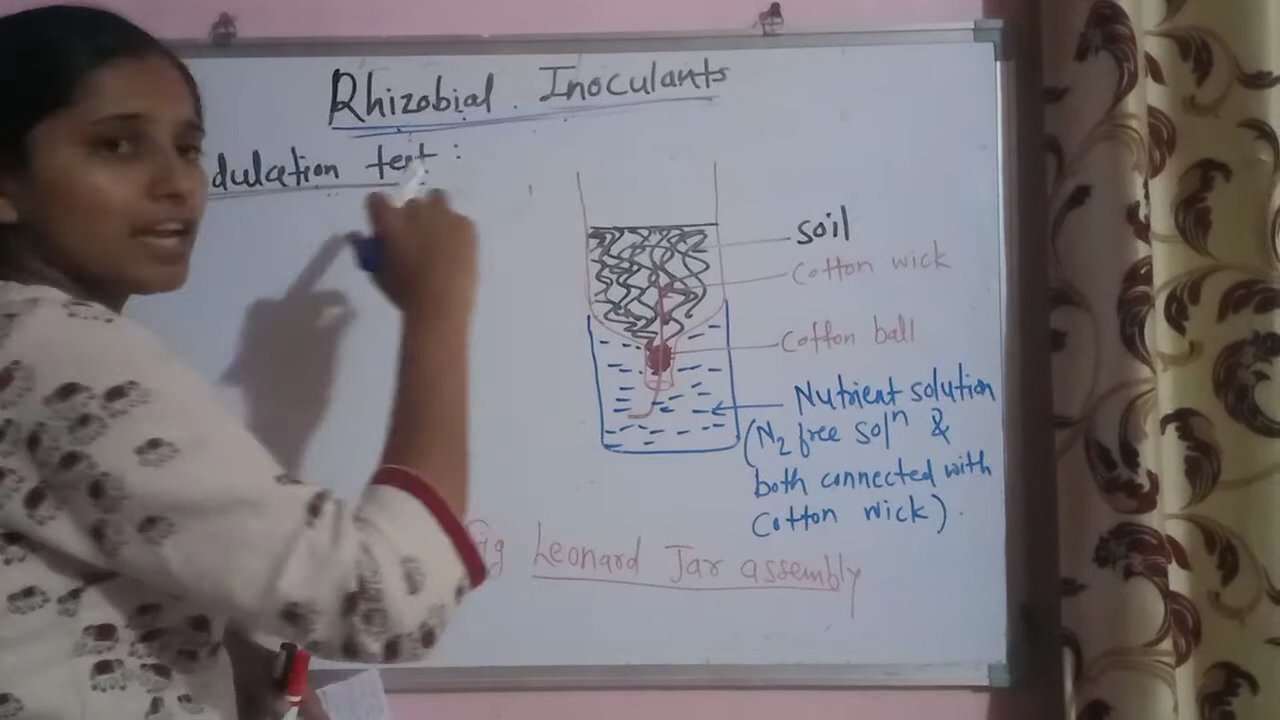 Rhizobial Inoculants
dulation test:
soil
Cotton wick
Cotton ball
Nutrient solution
(N₂ free solⁿ &
both connected with
Cotton wick).
Fig Leonard Jar assembly